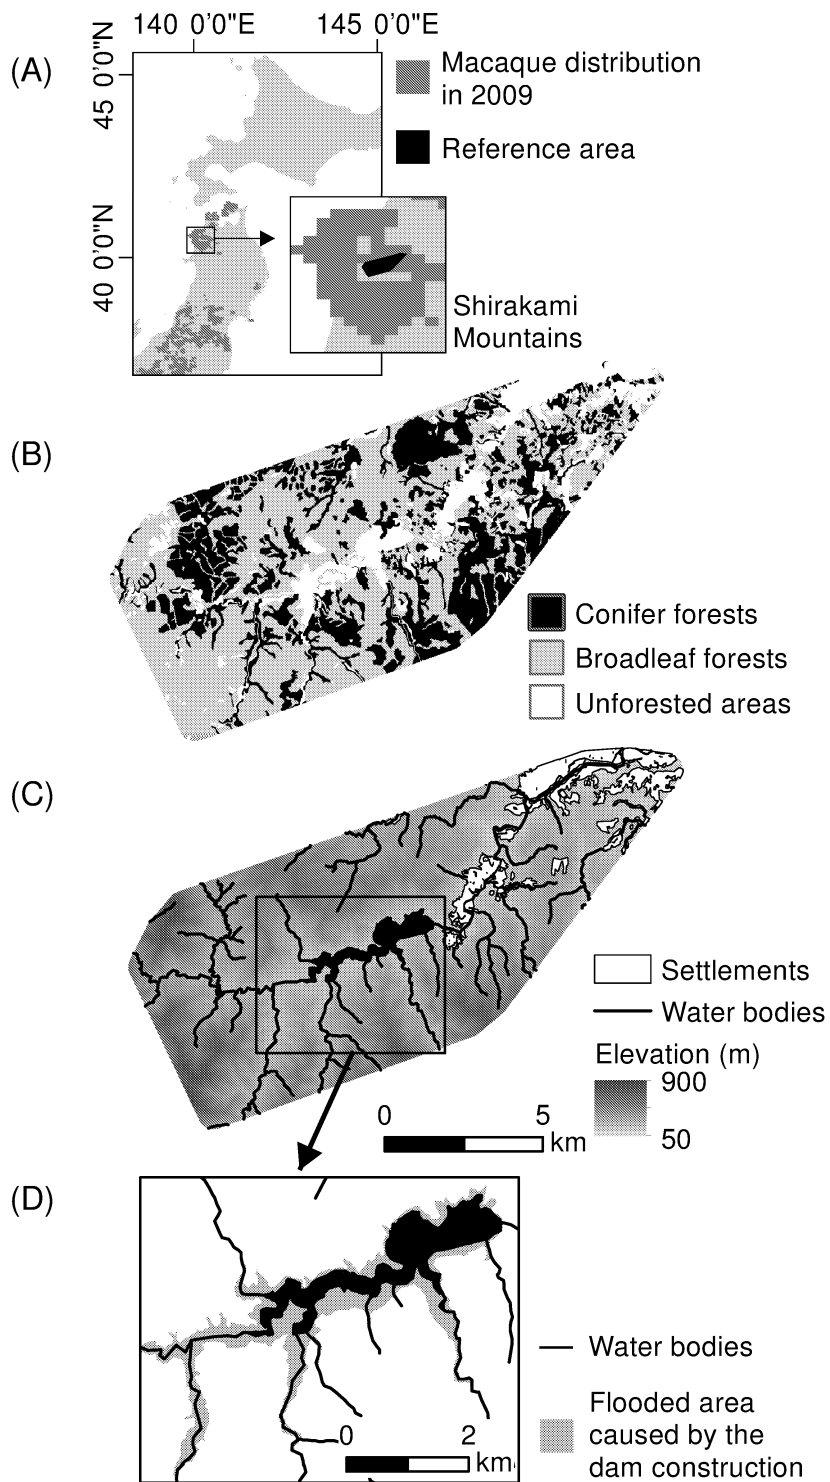 140 0'0"E
145 0'0"E
(A)
45 0'0"N
40 0'0"N
Macaque distribution
in 2009
Reference area
Shirakami
Mountains
(B)
Conifer forests
Broadleaf forests
Unforested areas
(C)
Settlements
Water bodies
Elevation (m)
900
50
0 5
km
(D)
Water bodies
Flooded area
caused by the
dam construction
0 2
km